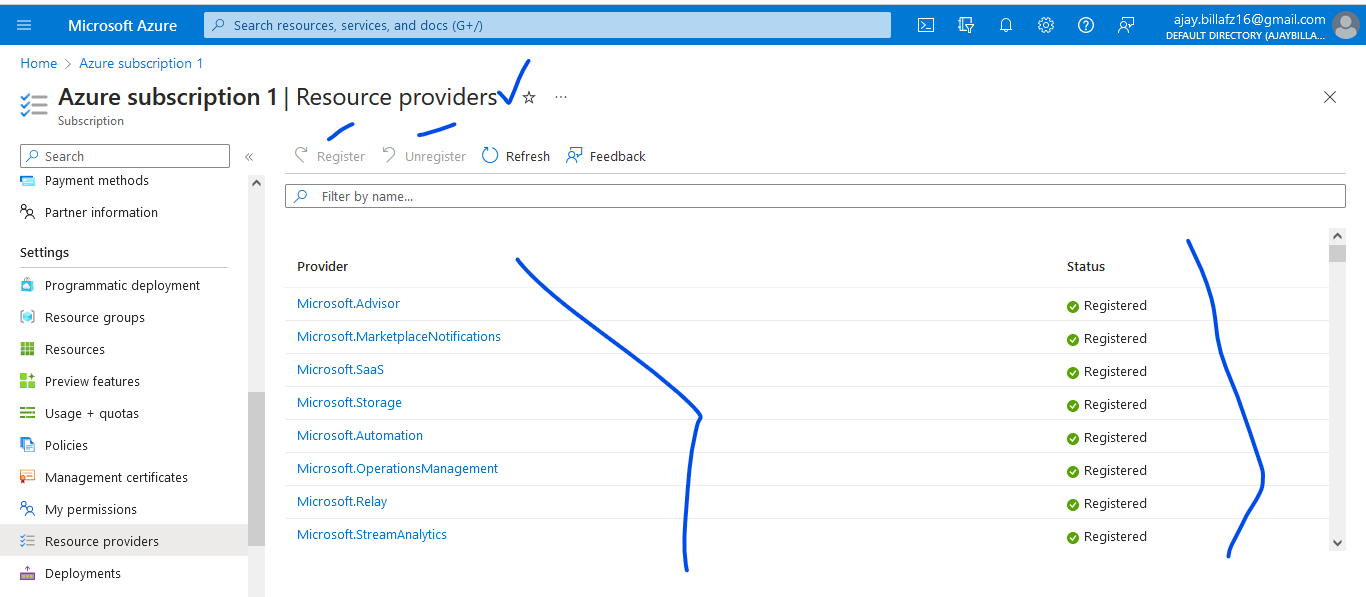 Microsoft Azure
Search resources, services, and docs (G+/)
ajay.billafz16@gmail.com
DEFAULT DIRECTORY (AJAYBILLA...
Home > Azure subscription 1
Azure subscription 1 | Resource providers ...
Subscription
Search «
Register Unregister Refresh Feedback
Payment methods
Partner information
Settings
Programmatic deployment
Resource groups
Resources
Preview features
Usage + quotas
Policies
Management certificates
My permissions
Resource providers
Deployments
Filter by name...
Provider Status
Microsoft.Advisor Registered
Microsoft.MarketplaceNotifications Registered
Microsoft.SaaS Registered
Microsoft.Storage Registered
Microsoft.Automation Registered
Microsoft.OperationsManagement Registered
Microsoft.Relay Registered
Microsoft.StreamAnalytics Registered